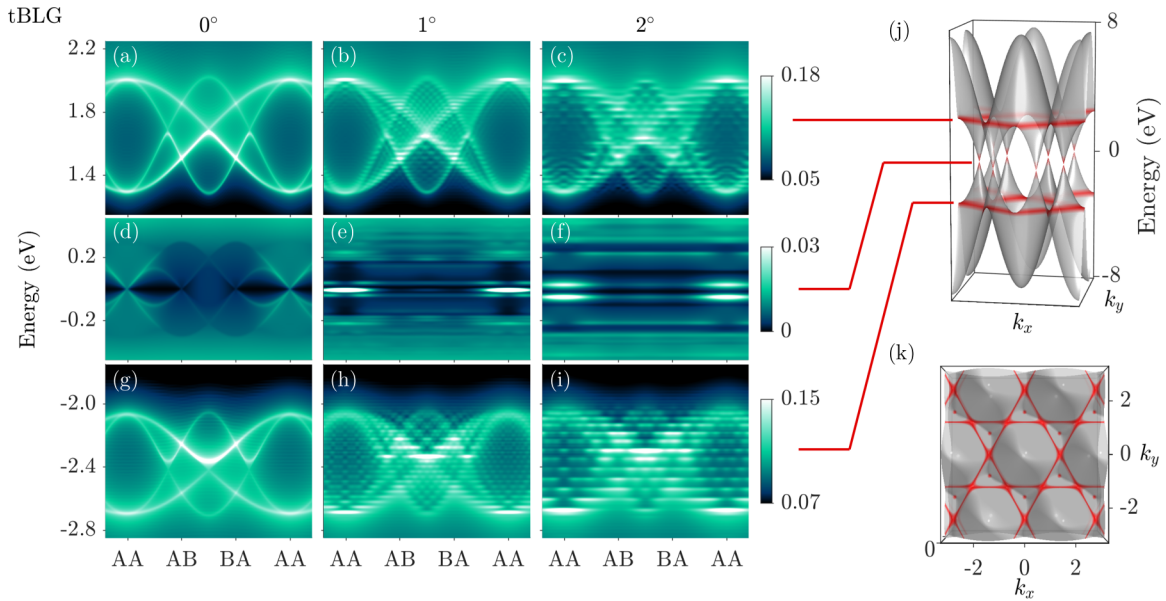 tBLG
0° 1° 2°
(a) (b) (c)
2.2
1.8
1.4
0.18
0.05
(d) (e) (f)
Energy (eV)
0.2
-0.2
0.03
0
(g) (h) (i)
-2.0
-2.4
-2.8
0.15
0.07
AA AB BA AA
AA AB BA AA
AA AB BA AA
(j)
8
0
-8
Energy (eV)
k_x
k_y
(k)
2
0
-2
k_y
0
-2 0 2
k_x